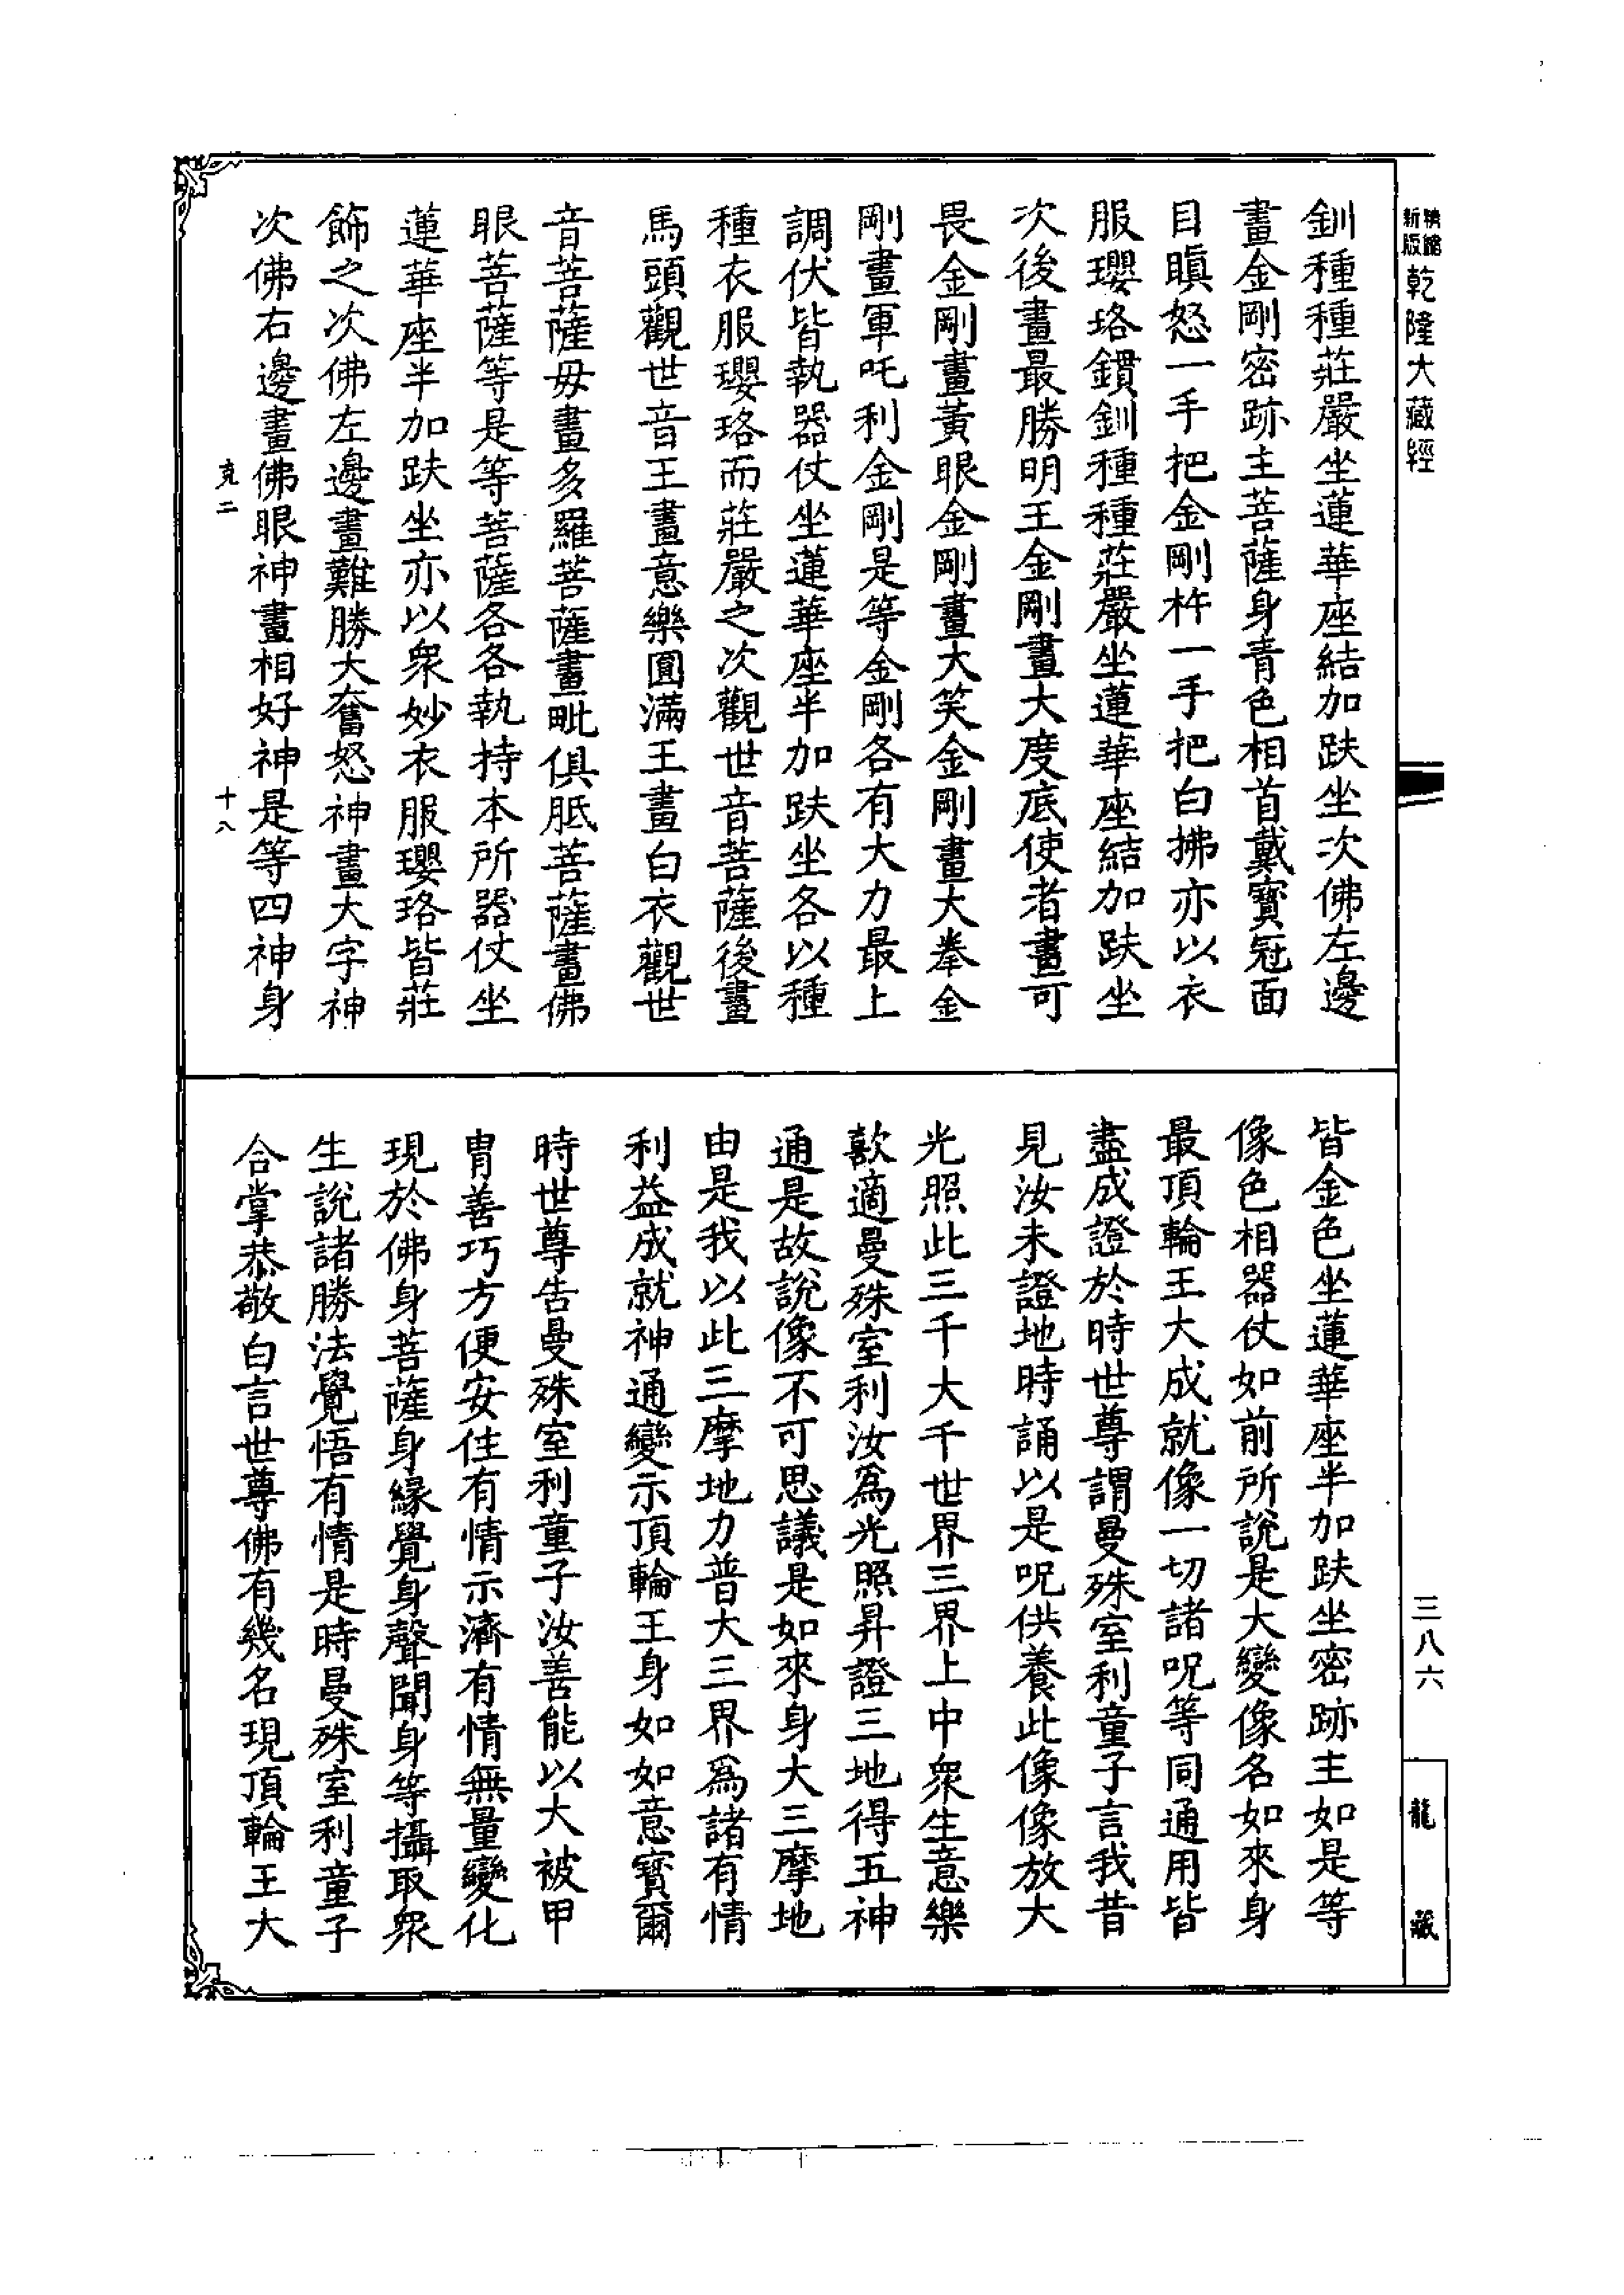 精縮新版 乾隆大藏經
釧種種莊嚴坐蓮華座結加趺坐次佛左邊
畫金剛密跡主菩薩身青色相首戴寶冠面
目瞋怒一手把金剛杵一手把白拂亦以衣
服瓔珞鐶釧種種莊嚴坐蓮華座結加趺坐
次後畫最勝明王金剛畫大度底使者畫可
畏金剛畫黃眼金剛畫大笑金剛畫大拳金
剛畫軍吒利金剛是等金剛各有大力最上
調伏皆執器仗坐蓮華座半加趺坐各以種
種衣服瓔珞而莊嚴之次觀世音菩薩後畫
馬頭觀世音王畫意樂圓滿王畫白衣觀世
音菩薩毋畫多羅菩薩畫毗俱胝菩薩畫佛
眼菩薩等是等菩薩各各執持本所器仗坐
蓮華座半加趺坐亦以衆妙衣服瓔珞皆莊
飾之次佛左邊畫難勝大奮怒神畫大字神
次佛右邊畫佛眼神畫相好神是等四神身
克二 十八
皆金色坐蓮華座半加趺坐密跡主如是等
像色相器仗如前所說是大變像名如來身
最頂輪王大成就像一切諸呪等同通用皆
盡成證於時世尊謂曼殊室利童子言我昔
見汝未證地時誦以是呪供養此像像放大
光照此三千大千世界三界上中衆生意樂
歡適曼殊室利汝爲光照昇證三地得五神
通是故說像不可思議是如來身大三摩地
由是我以此三摩地力普大三界爲諸有情
利益成就神通變示頂輪王身如如意寶爾
時世尊告曼殊室利童子汝善能以大被甲
冑善巧方便安住有情示濟有情無量變化
現於佛身菩薩身緣覺身聲聞身等攝取衆
生說諸勝法覺悟有情是時曼殊室利童子
合掌恭敬白言世尊佛有幾名現頂輪王大
三八六
龍藏